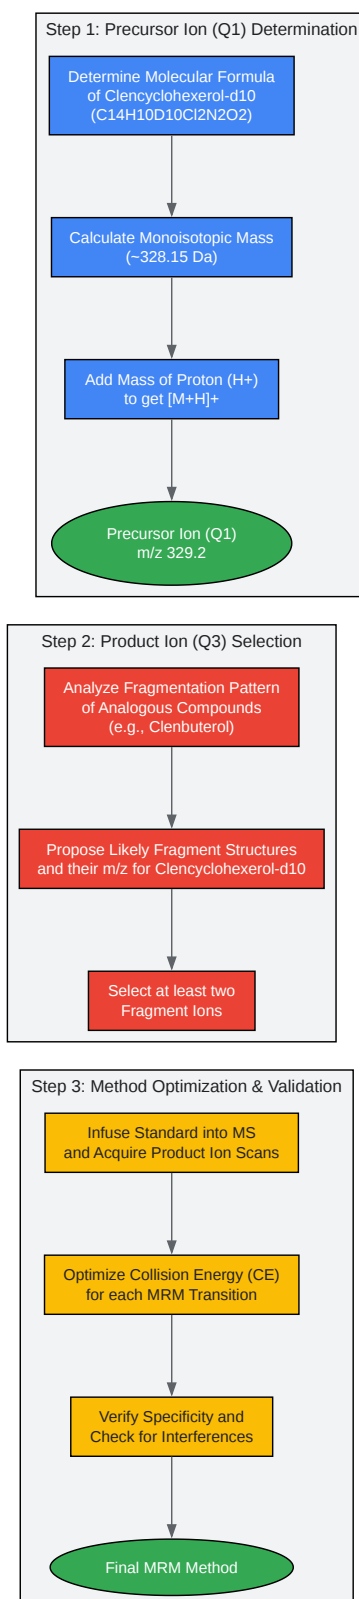 Step 1: Precursor Ion (Q1) Determination
Determine Molecular Formula
of Clencyclohexerol-d10
(C14H10D10Cl2N2O2)
Calculate Monoisotopic Mass
(~328.15 Da)
Add Mass of Proton (H+)
to get [M+H]+
Precursor Ion (Q1)
m/z 329.2
Step 2: Product Ion (Q3) Selection
Analyze Fragmentation Pattern
of Analogous Compounds
(e.g., Clenbuterol)
Propose Likely Fragment Structures
and their m/z for Clencyclohexerol-d10
Select at least two
Fragment Ions
Step 3: Method Optimization & Validation
Infuse Standard into MS
and Acquire Product Ion Scans
Optimize Collision Energy (CE)
for each MRM Transition
Verify Specificity and
Check for Interferences
Final MRM Method